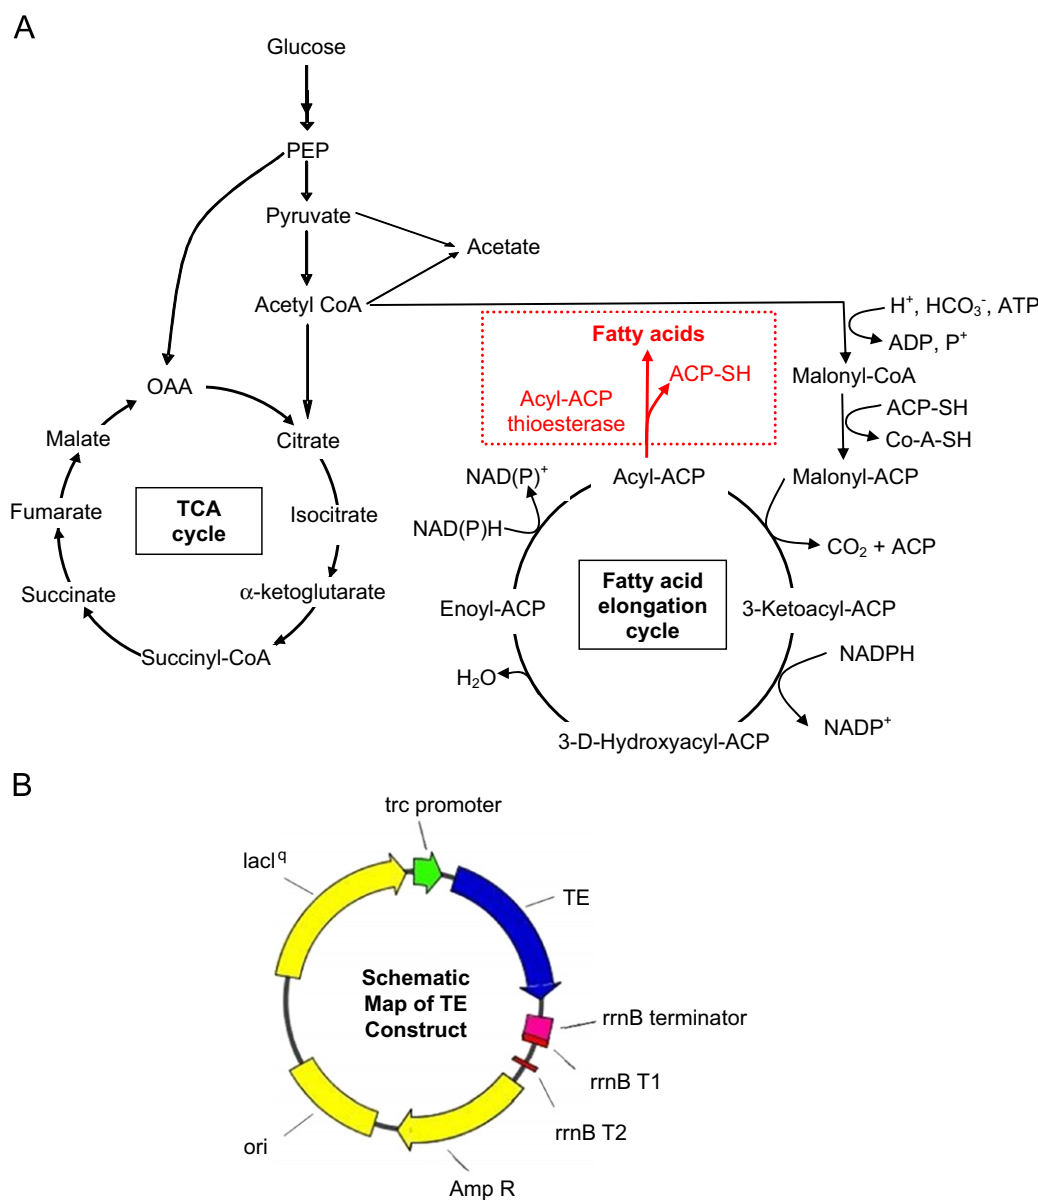 A
Glucose
PEP
Pyruvate
Acetate
Acetyl CoA
H⁺, HCO₃⁻, ATP
ADP, P⁺
Fatty acids
ACP-SH
Acyl-ACP
thioesterase
Malonyl-CoA
ACP-SH
Co-A-SH
OAA
Malate
Citrate
NAD(P)⁺
Acyl-ACP
Malonyl-ACP
Fumarate
TCA
cycle
Isocitrate
NAD(P)H
CO₂ + ACP
Succinate
α-ketoglutarate
Enoyl-ACP
Fatty acid
elongation
cycle
3-Ketoacyl-ACP
Succinyl-CoA
H₂O
NADPH
NADP⁺
3-D-Hydroxyacyl-ACP
B
trc promoter
lacI q
TE
Schematic
Map of TE
Construct
rrnB terminator
rrnB T1
rrnB T2
ori
Amp R